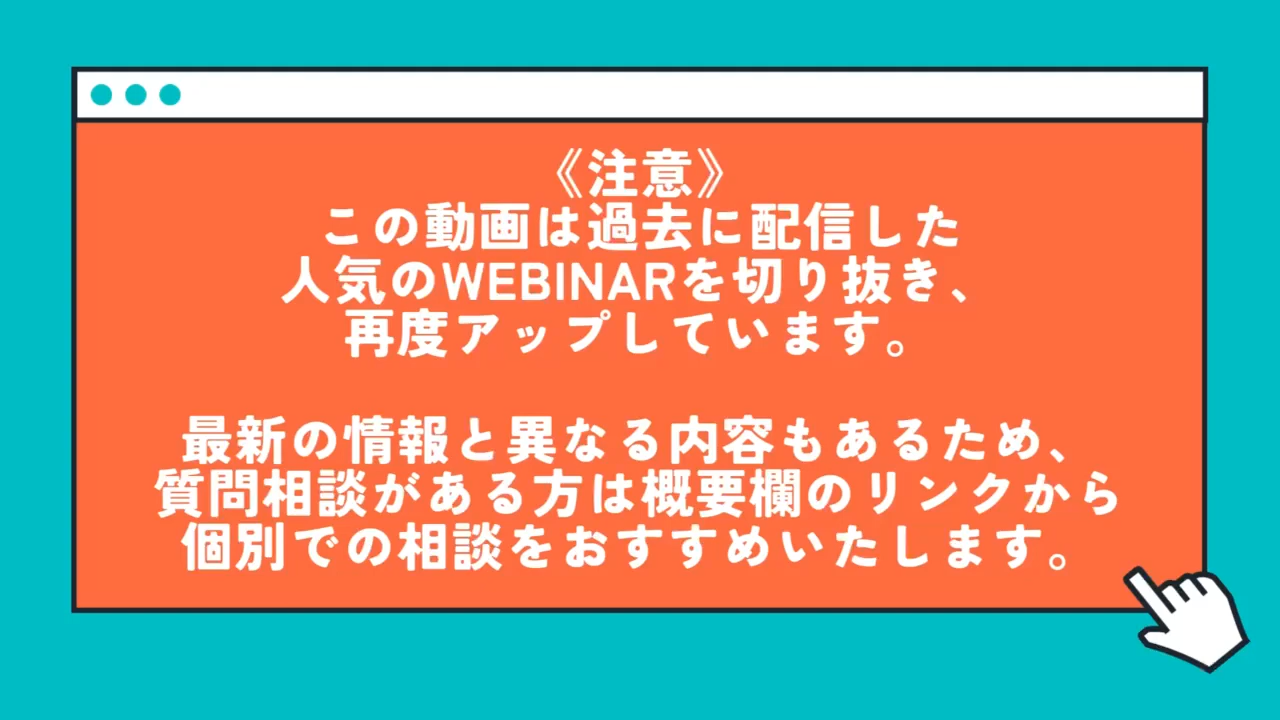 《注意》
この動画は過去に配信した
人気のWEBINARを切り抜き、
再度アップしています。
最新の情報と異なる内容もあるため、
質問相談がある方は概要欄のリンクから
個別での相談をおすすめいたします。